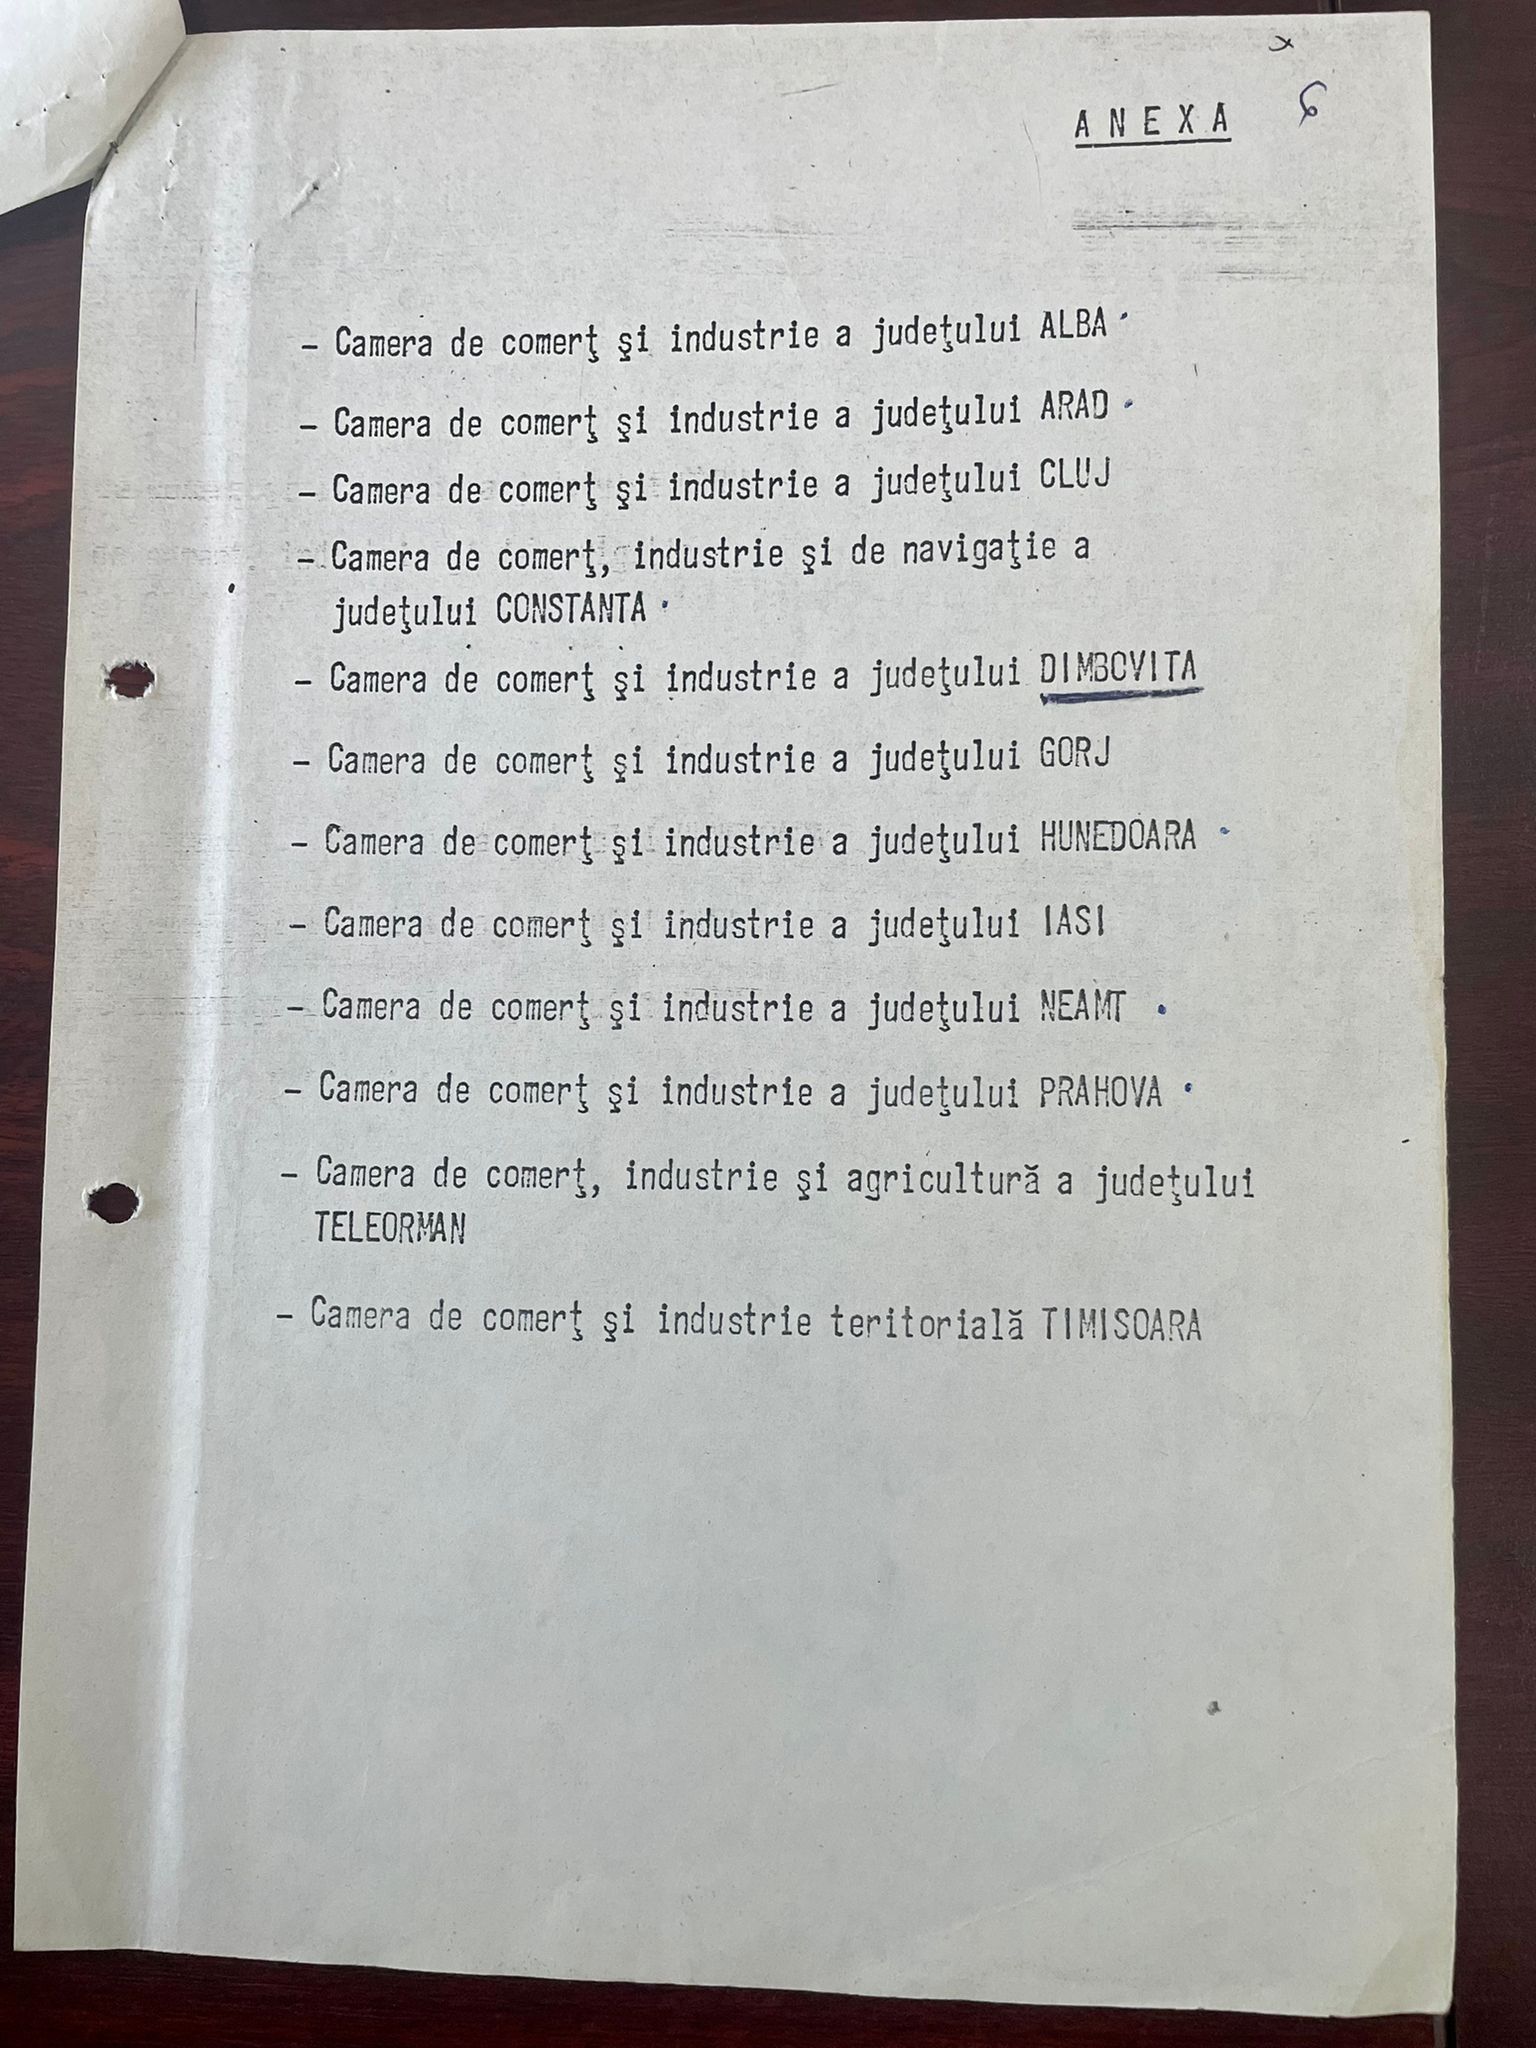 A N E X A 6
- Camera de comerţ şi industrie a judeţului ALBA
- Camera de comerţ şi industrie a judeţului ARAD
- Camera de comerţ şi industrie a judeţului CLUJ
- Camera de comerţ, industrie şi de navigaţie a
judeţului CONSTANTA
- Camera de comerţ şi industrie a judeţului DIMBOVITA
- Camera de comerţ şi industrie a judeţului GORJ
- Camera de comerţ şi industrie a judeţului HUNEDOARA
- Camera de comerţ şi industrie a judeţului IASI
- Camera de comerţ şi industrie a judeţului NEAMT
- Camera de comerţ şi industrie a judeţului PRAHOVA
- Camera de comerţ, industrie şi agricultură a judeţului
TELEORMAN
- Camera de comerţ şi industrie teritorială TIMISOARA